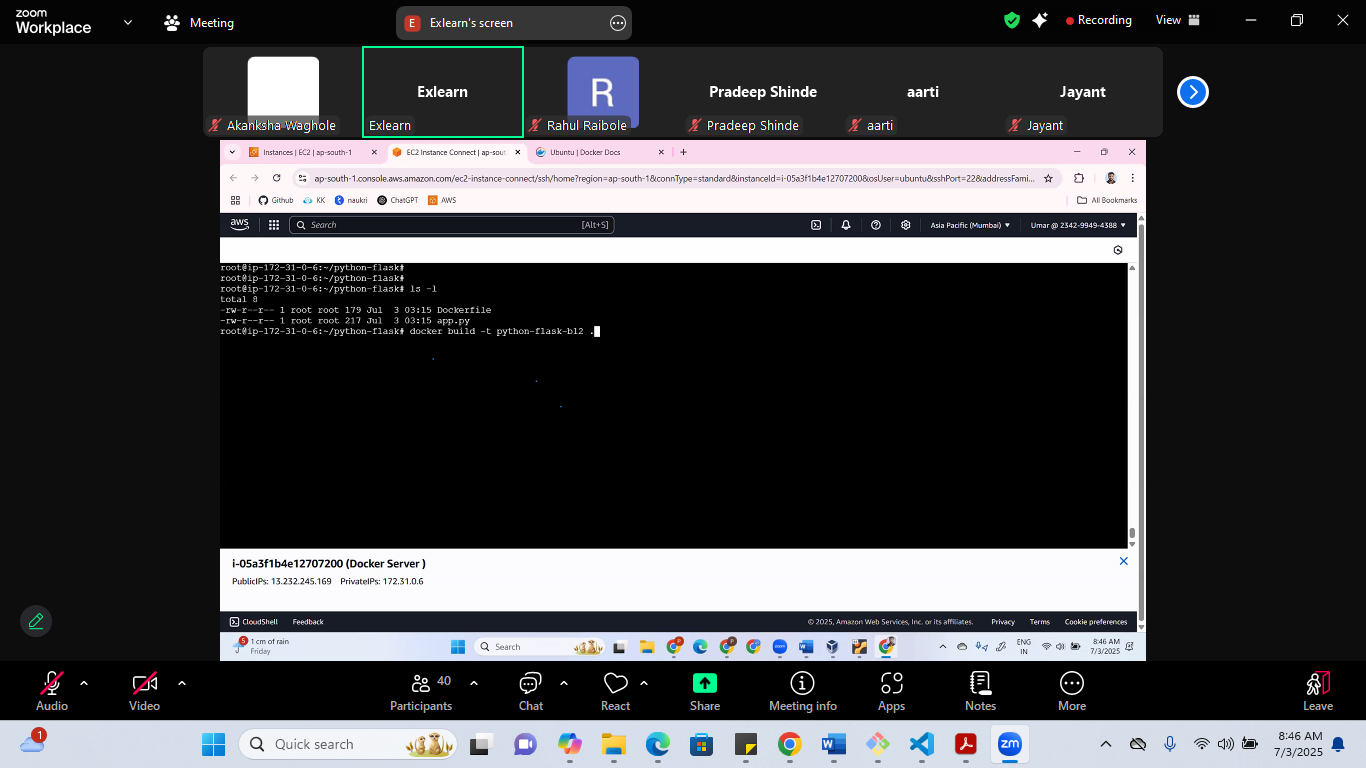 zoom
Workplace
Meeting
E Exlearn's screen
Recording
View
Akanksha Waghole
Exlearn
Exlearn
R
Rahul Raibole
Pradeep Shinde
Pradeep Shinde
aarti
aarti
Jayant
Jayant
Instances | EC2 | ap-south-1
EC2 Instance Connect | ap-sout
Ubuntu | Docker Docs
ap-south-1.console.aws.amazon.com/ec2-instance-connect/ssh/home?region=ap-south-1&connType=standard&instanceId=i-05a3f1b4e12707200&osUser=ubuntu&sshPort=22&addressFami...
Github
KK
naukri
ChatGPT
AWS
All Bookmarks
aws
Search
[Alt+S]
Asia Pacific (Mumbai)
Umar @ 2342-9949-4388
root@ip-172-31-0-6:~/python-flask#
root@ip-172-31-0-6:~/python-flask#
root@ip-172-31-0-6:~/python-flask# ls -l
total 8
-rw-r--r-- 1 root root 179 Jul  3 03:15 Dockerfile
-rw-r--r-- 1 root root 217 Jul  3 03:15 app.py
root@ip-172-31-0-6:~/python-flask# docker build -t python-flask-bl2 .
i-05a3f1b4e12707200 (Docker Server )
PublicIPs: 13.232.245.169 PrivateIPs: 172.31.0.6
CloudShell
Feedback
© 2025, Amazon Web Services, Inc. or its affiliates.
Privacy
Terms
Cookie preferences
5
1 cm of rain
Friday
Search
ENG
IN
8:46 AM
7/3/2025
Audio
Video
Participants
40
Chat
React
Share
Meeting info
Apps
Notes
More
Leave
1
Quick search
zm
8:46 AM
7/3/2025